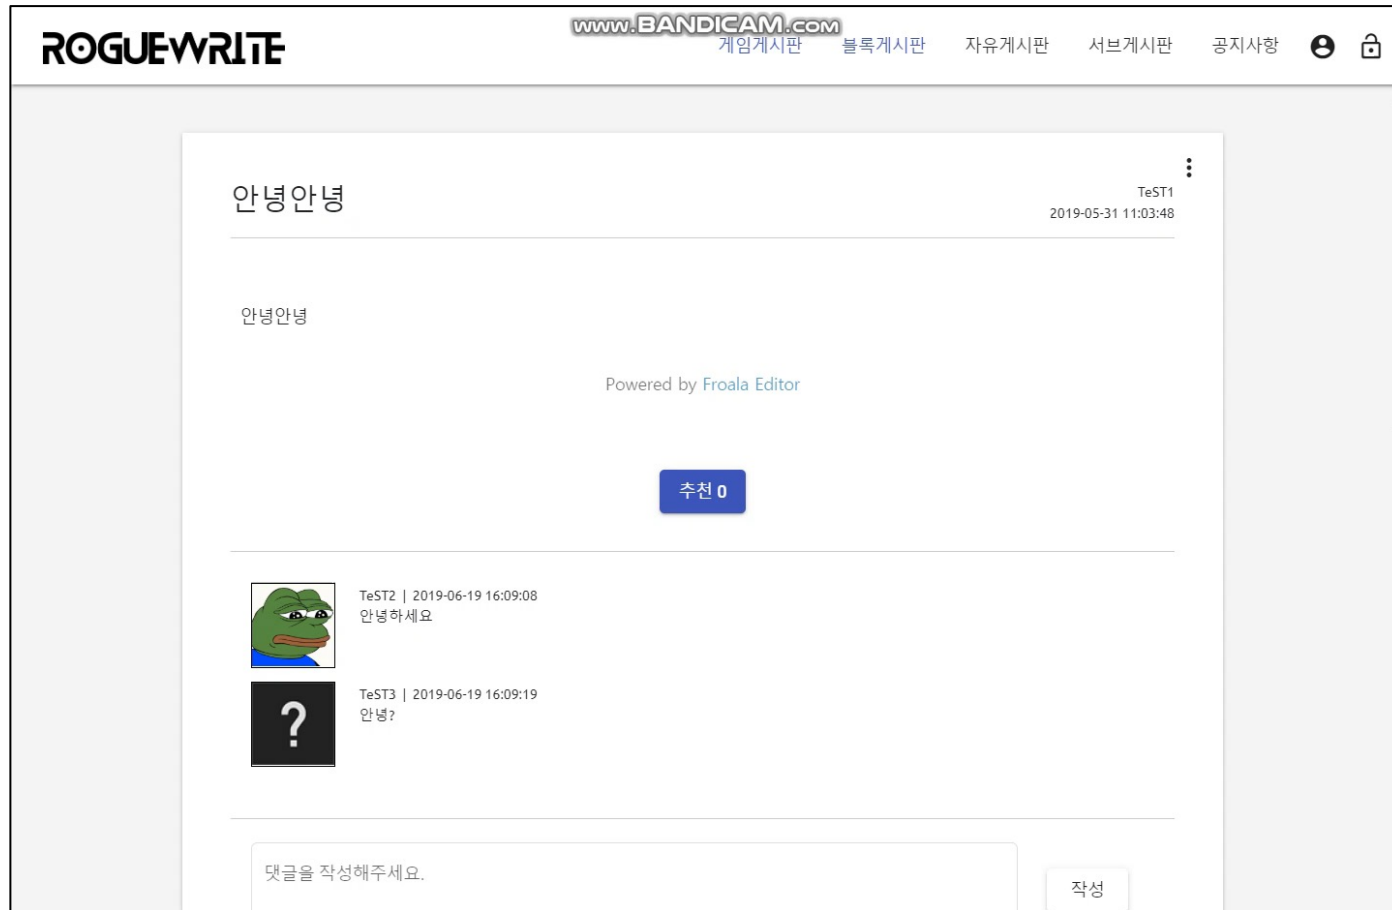 www.BANDICAM.com
ROGUEWRITE
게임게시판 블록게시판 자유게시판 서브게시판 공지사항
안녕안녕
TeST1
2019-05-31 11:03:48
안녕안녕
Powered by Froala Editor
추천 0
TeST2 | 2019-06-19 16:09:08
안녕하세요
?
TeST3 | 2019-06-19 16:09:19
안녕?
댓글을 작성해주세요.
작성